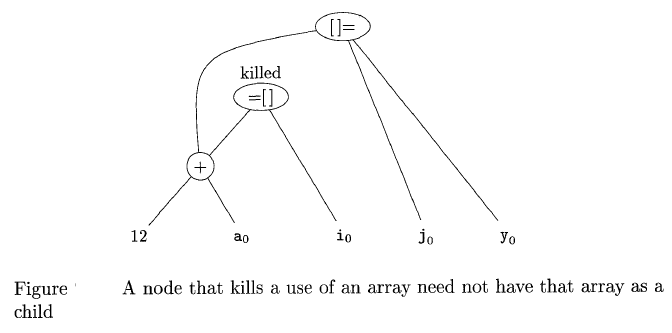 []=
killed
=[]
+
12 a₀ i₀ j₀ y₀
Figure A node that kills a use of an array need not have that array as a
child